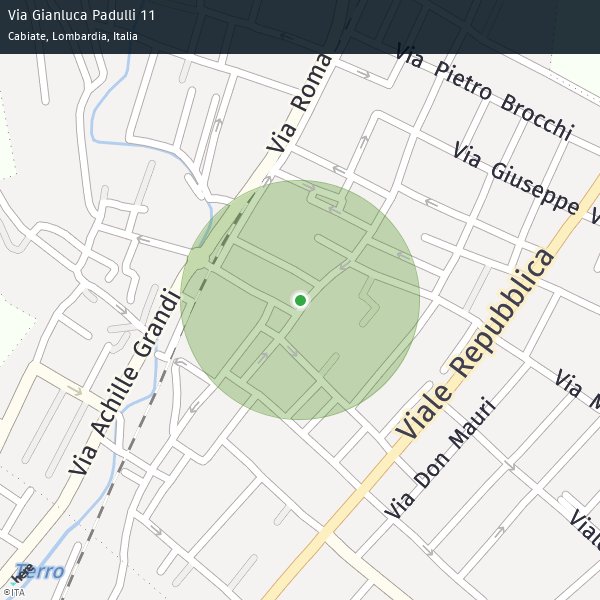 Via Gianluca Padulli 11
Cabiate, Lombardia, Italia
Via Roma
Via Pietro Brocchi
Via Giuseppe V
Viale Repubblica
Via Achille Grandi
Via M
Via Don Mauri
Viale
Terro
here
©ITA